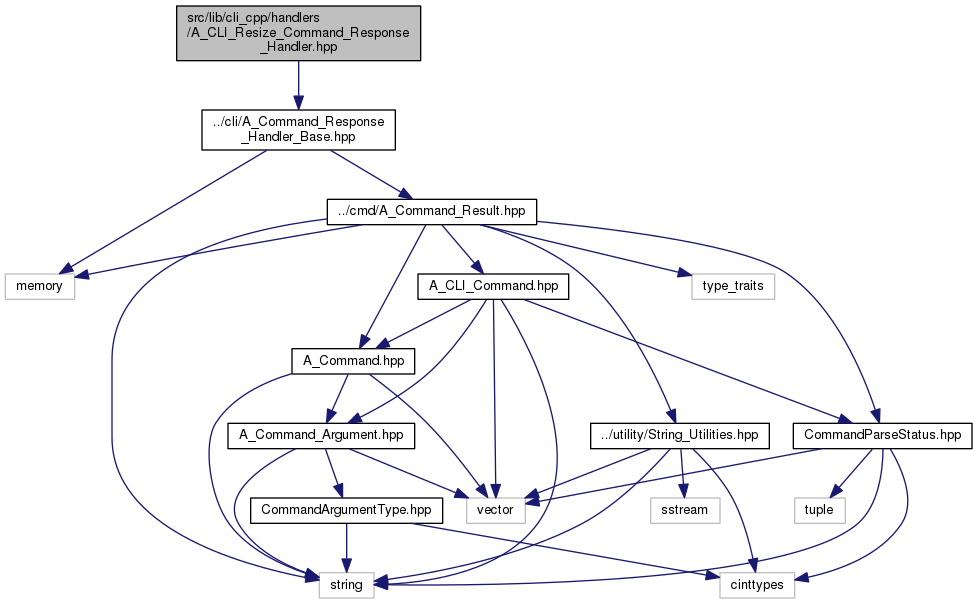 src/lib/cli_cpp/handlers
/A_CLI_Resize_Command_Response
_Handler.hpp
../cli/A_Command_Response
_Handler_Base.hpp
../cmd/A_Command_Result.hpp
memory
A_CLI_Command.hpp
type_traits
A_Command.hpp
A_Command_Argument.hpp
../utility/String_Utilities.hpp
CommandParseStatus.hpp
CommandArgumentType.hpp
vector
sstream
tuple
string
cinttypes